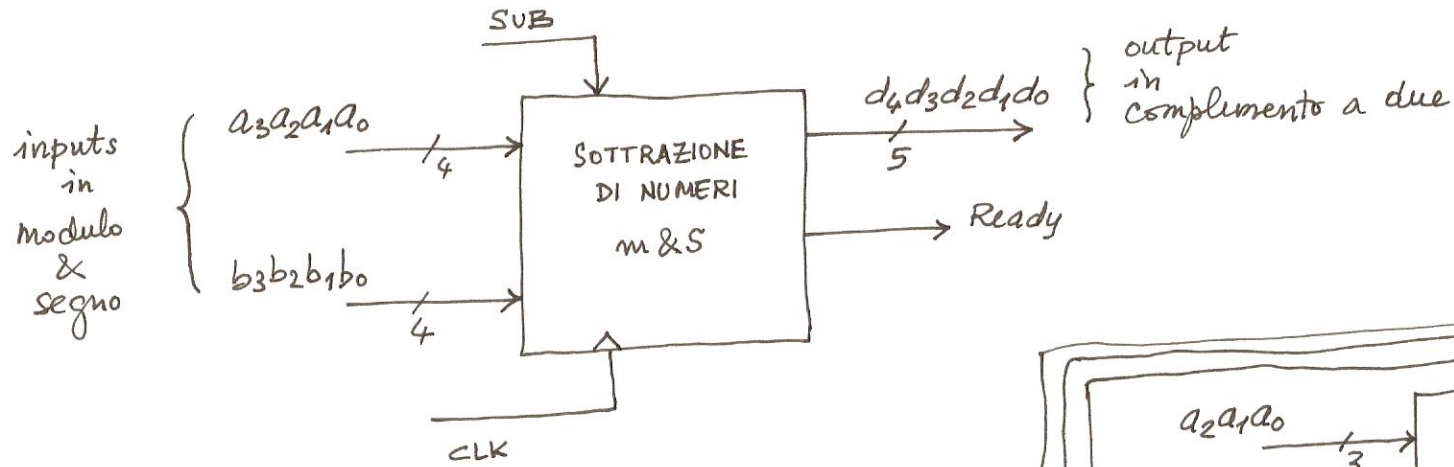 SUB
a3a2a1a0
4
inputs
in
modulo
&
segno
b3b2b1b0
4
SOTTRAZIONE
DI NUMERI
m&S
d4d3d2d1d0
5
output
in
complemento a due
Ready
CLK
a2a1a0